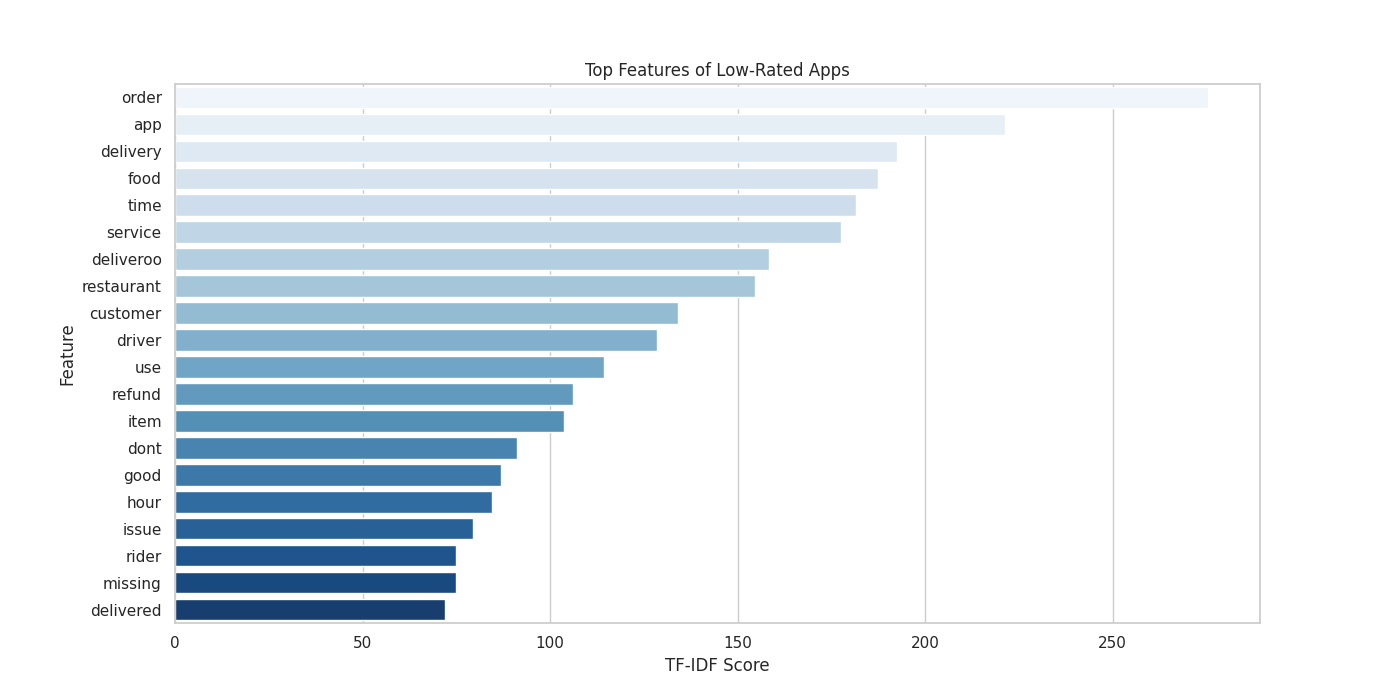 Top Features of Low-Rated Apps
order
app
delivery
food
time
service
deliveroo
restaurant
customer
driver
use
refund
item
dont
good
hour
issue
rider
missing
delivered
Feature
0 50 100 150 200 250
TF-IDF Score